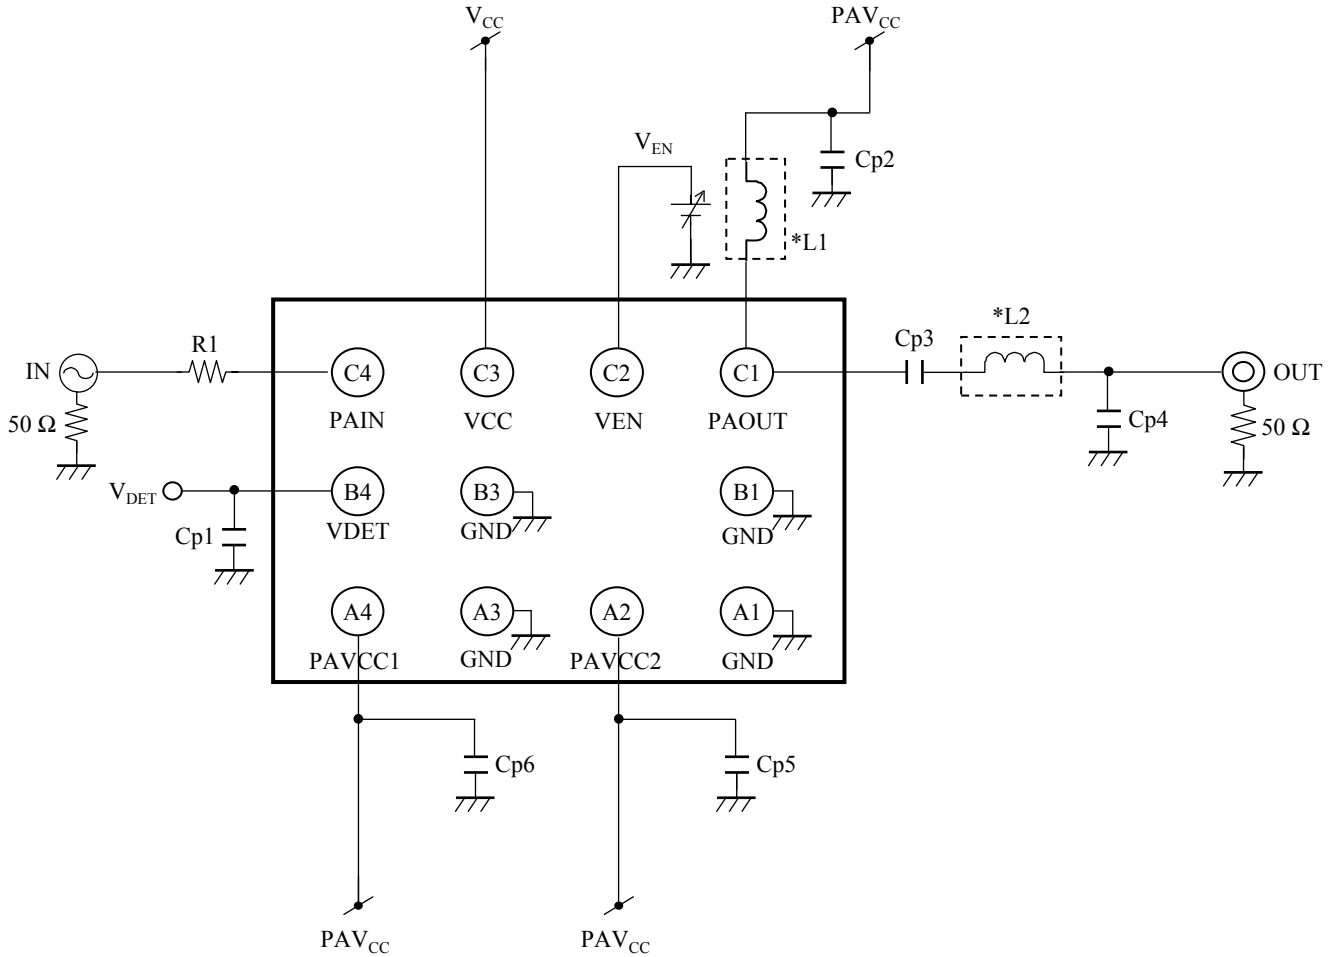 VCC
PAVCC
VEN
Cp2
*L1
*L2
Cp3
R1
IN
C4
C3
C2
C1
OUT
50 Ω
PAIN
VCC
VEN
PAOUT
Cp4
50 Ω
VDET
B4
B3
B1
Cp1
VDET
GND
GND
A4
A3
A2
A1
PAVCC1
GND
PAVCC2
GND
Cp6
Cp5
PAVCC
PAVCC